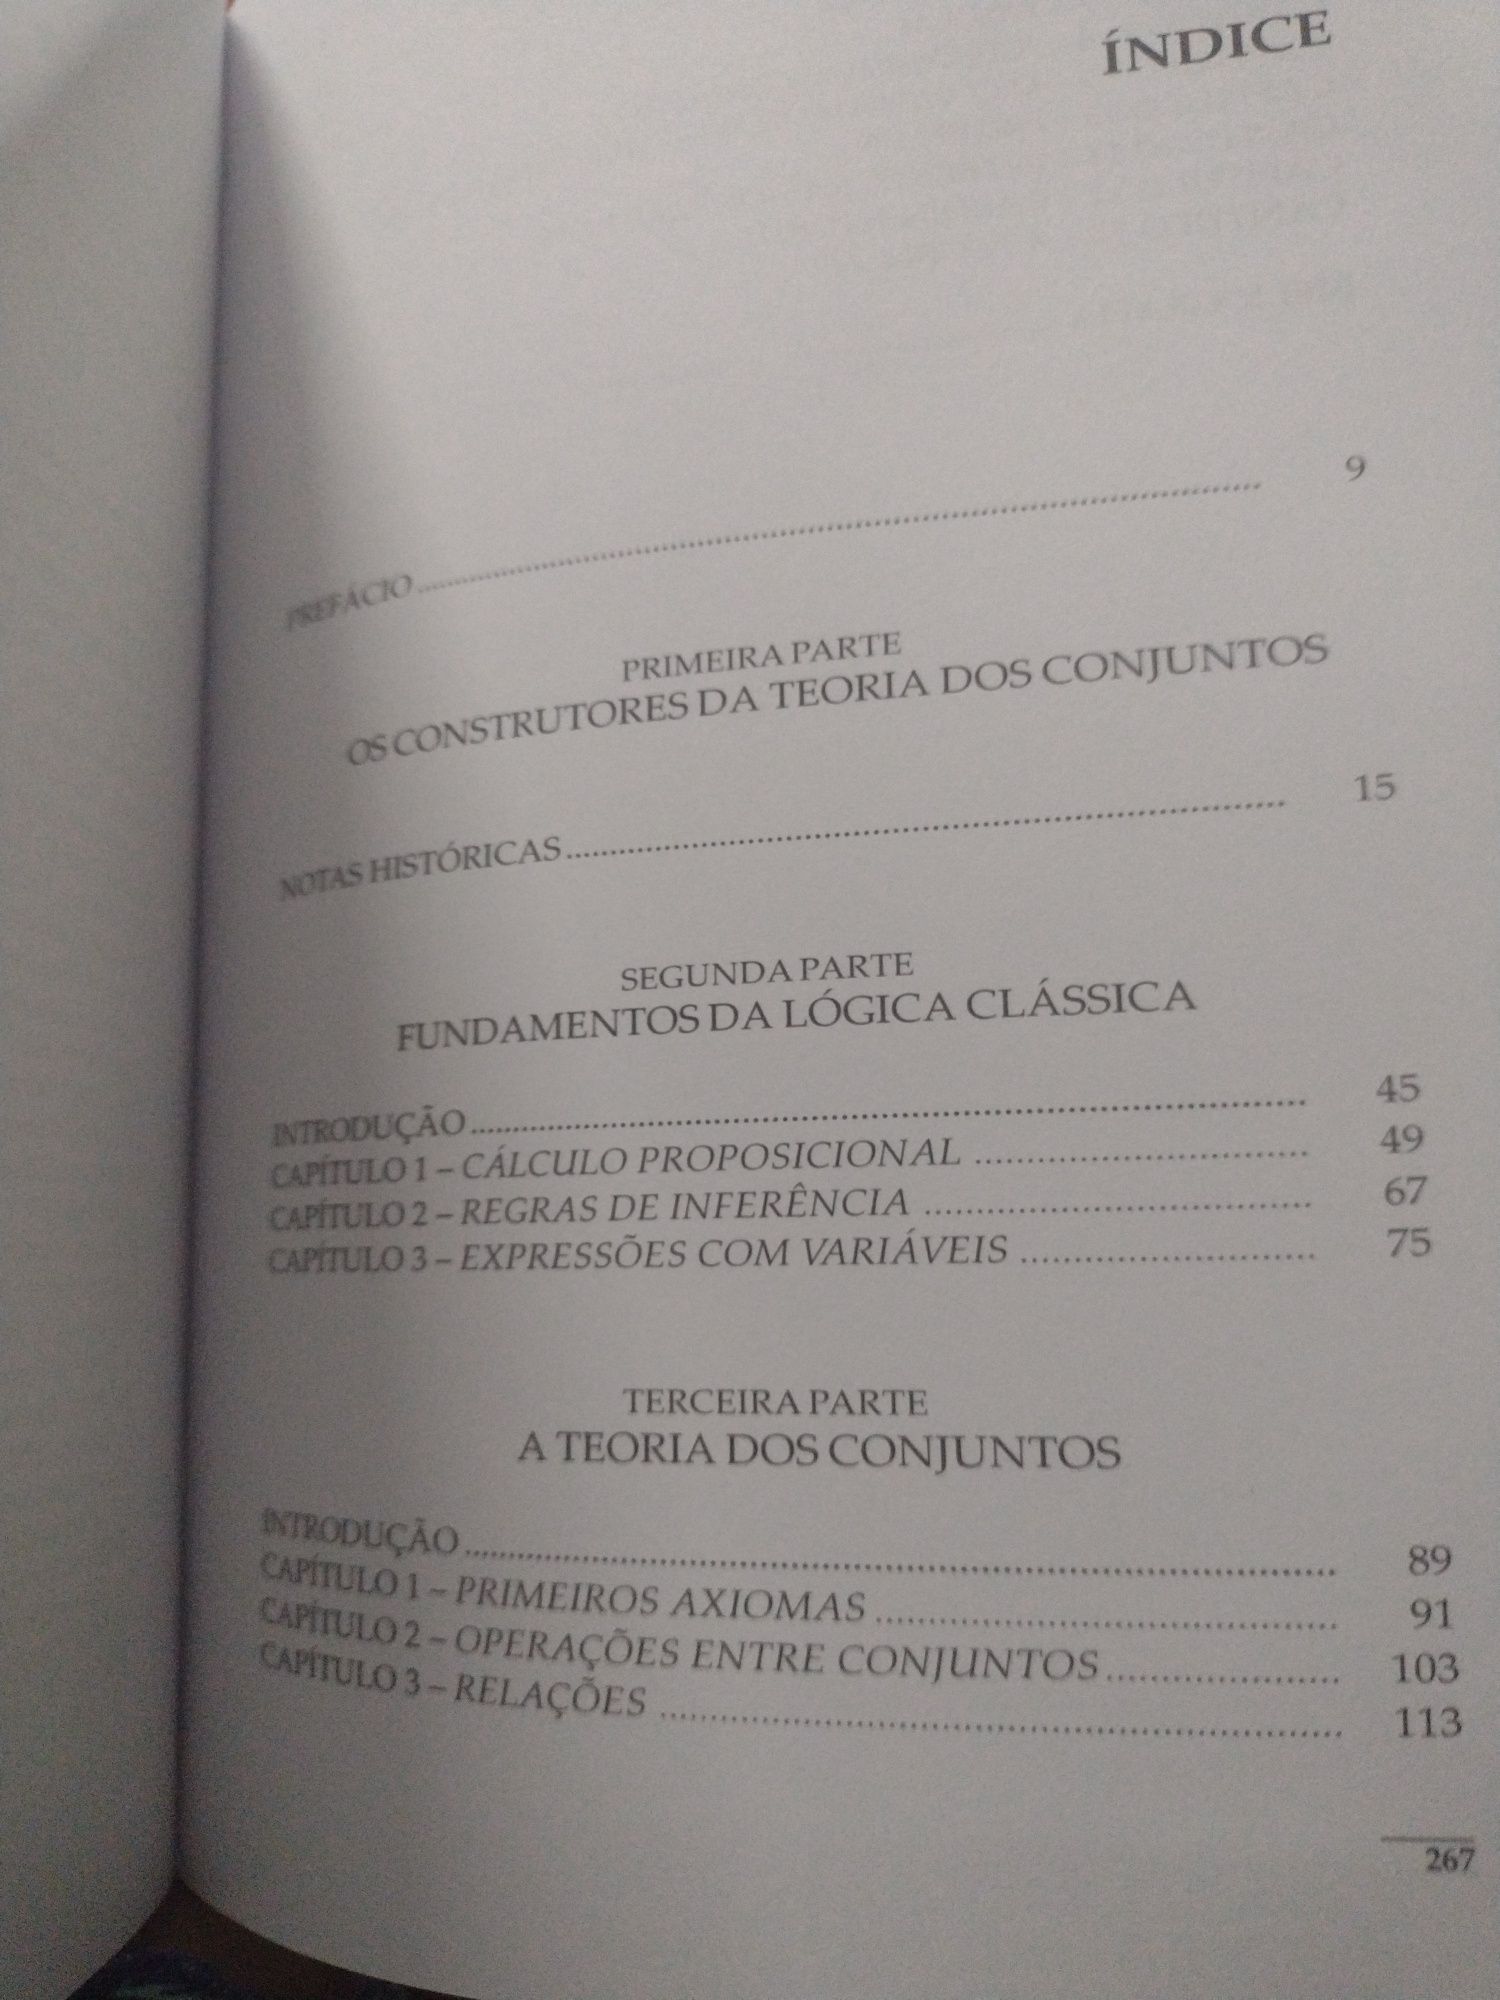 ÍNDICE
PREFÁCIO ........................................ 9
PRIMEIRA PARTE
OS CONSTRUTORES DA TEORIA DOS CONJUNTOS
NOTAS HISTÓRICAS ........................................ 15
SEGUNDA PARTE
FUNDAMENTOS DA LÓGICA CLÁSSICA
INTRODUÇÃO ........................................ 45
CAPÍTULO 1 – CÁLCULO PROPOSICIONAL ........................................ 49
CAPÍTULO 2 – REGRAS DE INFERÊNCIA ........................................ 67
CAPÍTULO 3 – EXPRESSÕES COM VARIÁVEIS ........................................ 75
TERCEIRA PARTE
A TEORIA DOS CONJUNTOS
INTRODUÇÃO ........................................ 89
CAPÍTULO 1 – PRIMEIROS AXIOMAS ........................................ 91
CAPÍTULO 2 – OPERAÇÕES ENTRE CONJUNTOS ........................................ 103
CAPÍTULO 3 – RELAÇÕES ........................................ 113
267